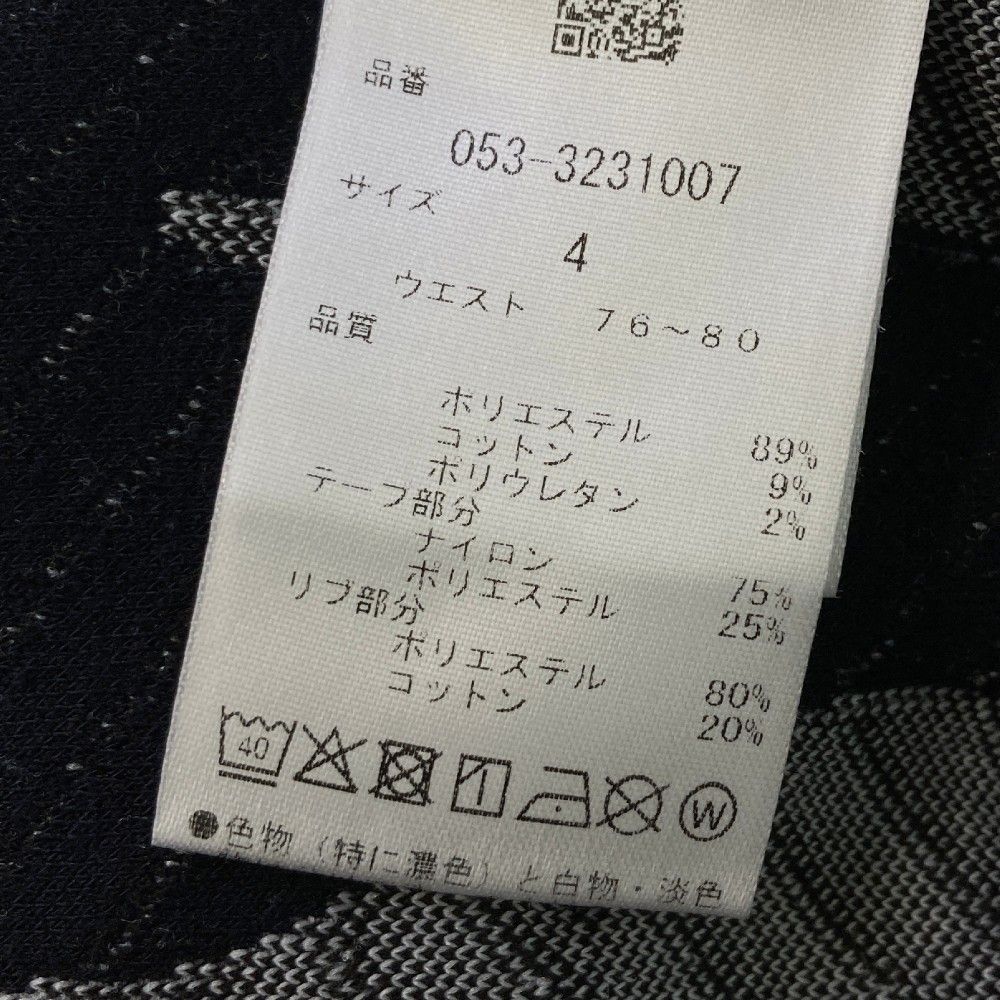 品番
053-3231007
サイズ
4
ウエスト 76~80
品質
ポリエステル 89%
コットン 9%
ポリウレタン 2%
テープ部分
ナイロン 75%
ポリエステル 25%
リブ部分
ポリエステル 80%
コットン 20%
40
W
●色物(特に濃色)と白物・淡色